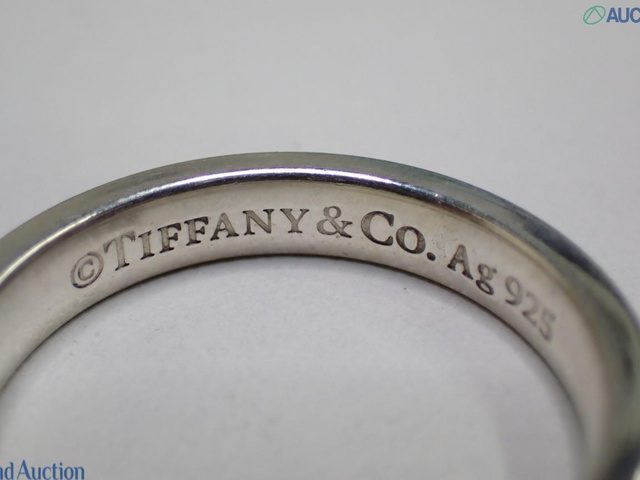 AUC
©TIFFANY & CO. Ag 925
nd Auction